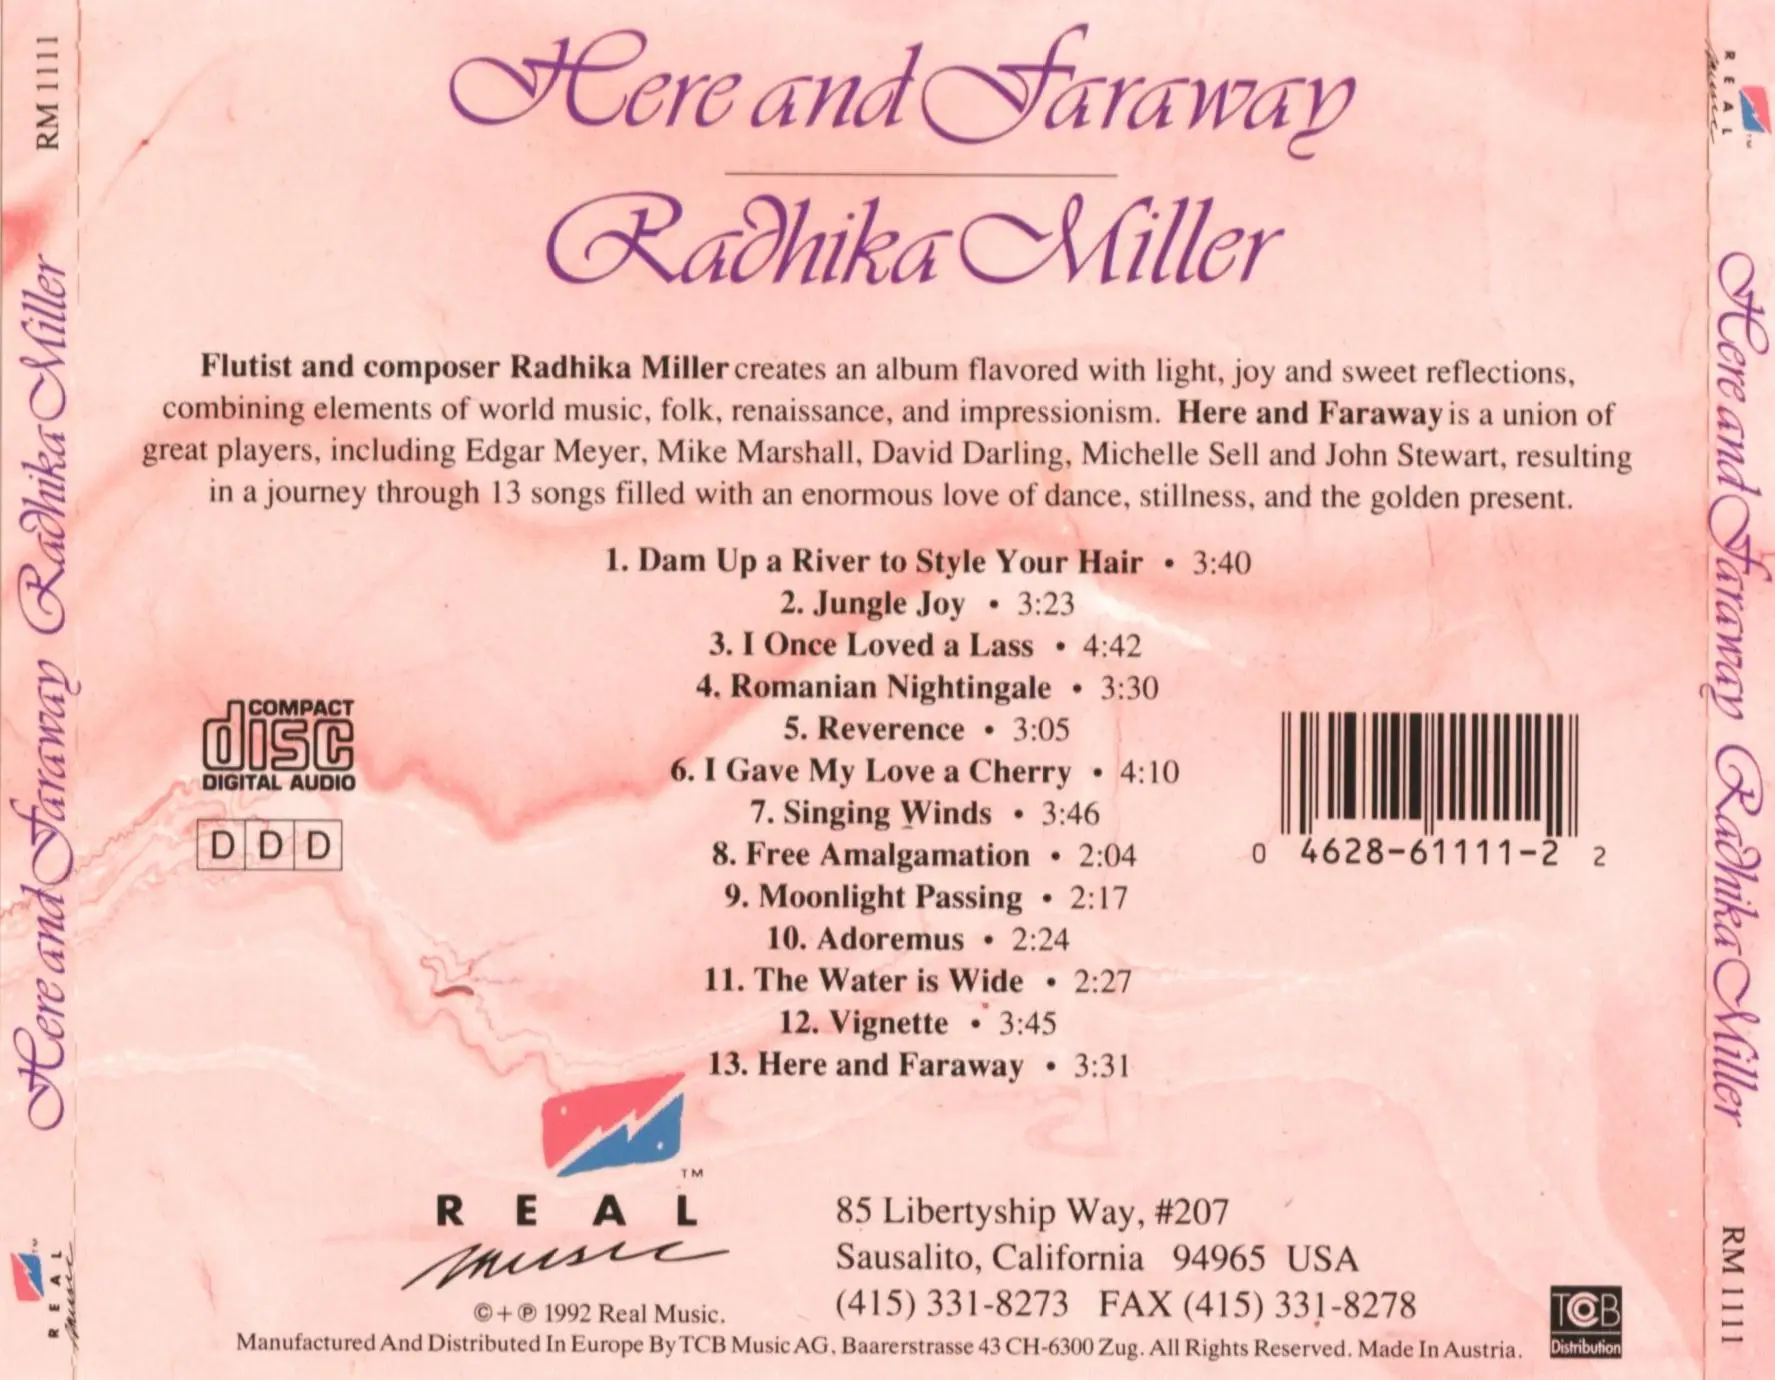 Here and Faraway
Radhika Miller
Flutist and composer Radhika Miller creates an album flavored with light, joy and sweet reflections,
combining elements of world music, folk, renaissance, and impressionism. Here and Faraway is a union of
great players, including Edgar Meyer, Mike Marshall, David Darling, Michelle Sell and John Stewart, resulting
in a journey through 13 songs filled with an enormous love of dance, stillness, and the golden present.
1. Dam Up a River to Style Your Hair • 3:40
2. Jungle Joy • 3:23
3. I Once Loved a Lass • 4:42
4. Romanian Nightingale • 3:30
5. Reverence • 3:05
6. I Gave My Love a Cherry • 4:10
7. Singing Winds • 3:46
8. Free Amalgamation • 2:04
9. Moonlight Passing • 2:17
10. Adoremus • 2:24
11. The Water is Wide • 2:27
12. Vignette • 3:45
13. Here and Faraway • 3:31
COMPACT
disc
DIGITAL AUDIO
D D D
0 4628-61111-2 2
TM
REAL
music
©+℗ 1992 Real Music.
85 Libertyship Way, #207
Sausalito, California 94965 USA
(415) 331-8273 FAX (415) 331-8278
Manufactured And Distributed In Europe By TCB Music AG, Baarerstrasse 43 CH-6300 Zug. All Rights Reserved. Made In Austria.
TCB
Distribution
REAL music TM Here and Faraway Radhika Miller RM 1111
REAL music TM Here and Faraway Radhika Miller RM 1111